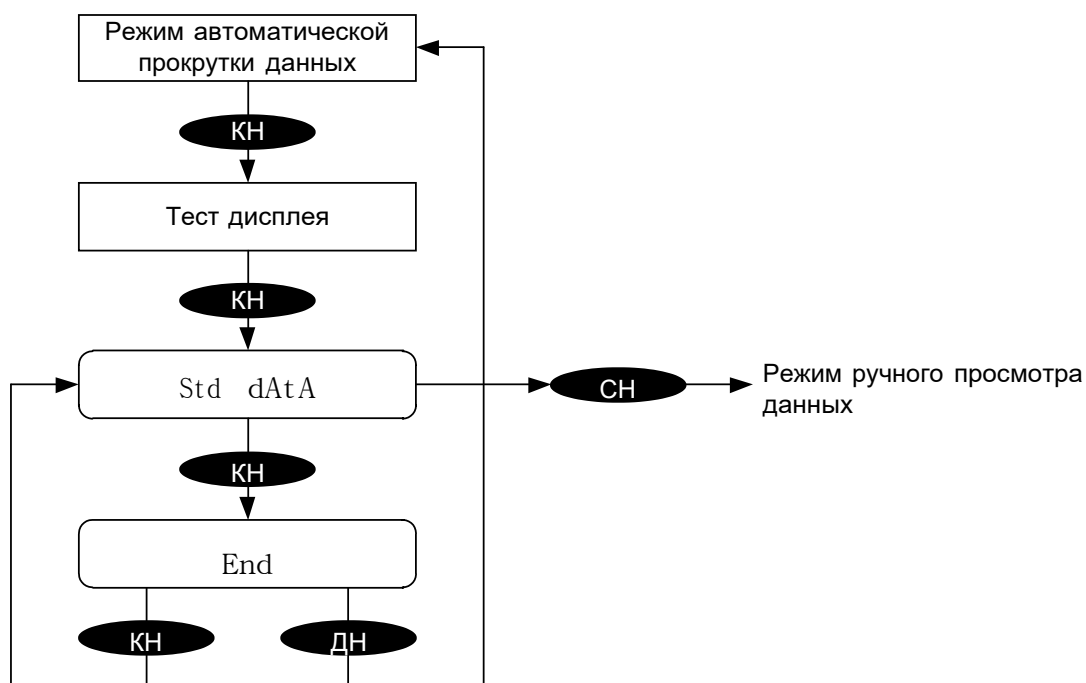 Режим автоматической
прокрутки данных
КН
Тест дисплея
КН
Std dAtA
СН
Режим ручного просмотра
данных
КН
End
КН
ДН